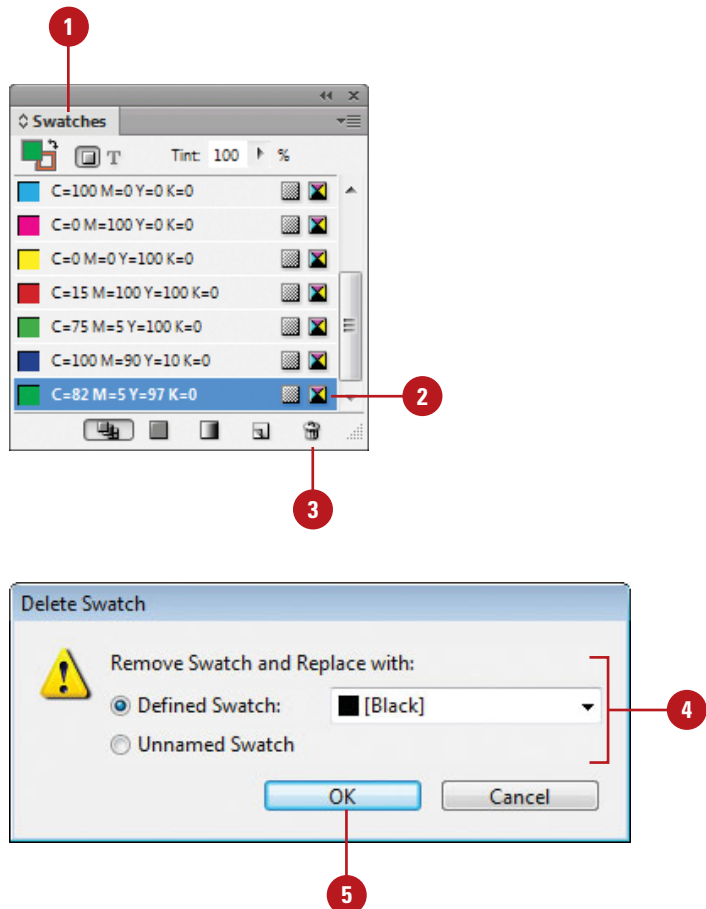 1
Swatches
T Tint: 100 %
C=100 M=0 Y=0 K=0
C=0 M=100 Y=0 K=0
C=0 M=0 Y=100 K=0
C=15 M=100 Y=100 K=0
C=75 M=5 Y=100 K=0
C=100 M=90 Y=10 K=0
C=82 M=5 Y=97 K=0
2
3
Delete Swatch
Remove Swatch and Replace with:
Defined Swatch: [Black]
4
Unnamed Swatch
OK Cancel
5